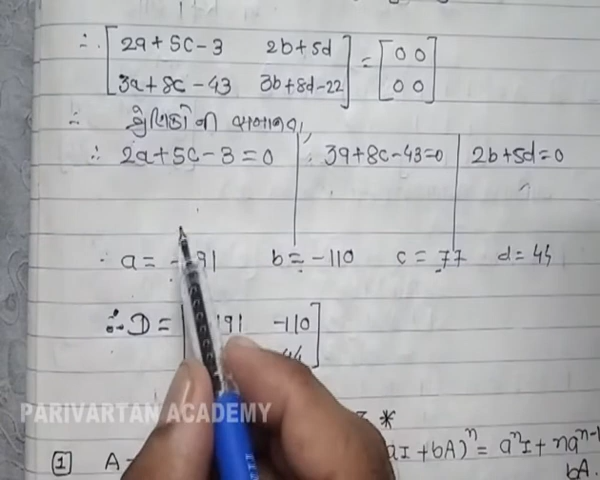 ∴ [ 2a+5c-3 2b+5d ; 3a+8c-43 3b+8d-22 ] = [ 0 0 ; 0 0 ]
∴ 2a+5c-3=0 3a+8c-43=0 2b+5d=0
∴ a= -191 b= -110 c= 77 d= 44
∴ D = [ -191 -110
44 ]
PARIVARTAN ACADEMY
*
1 A (aI + bA)ⁿ = aⁿI + naⁿ⁻¹
bA.